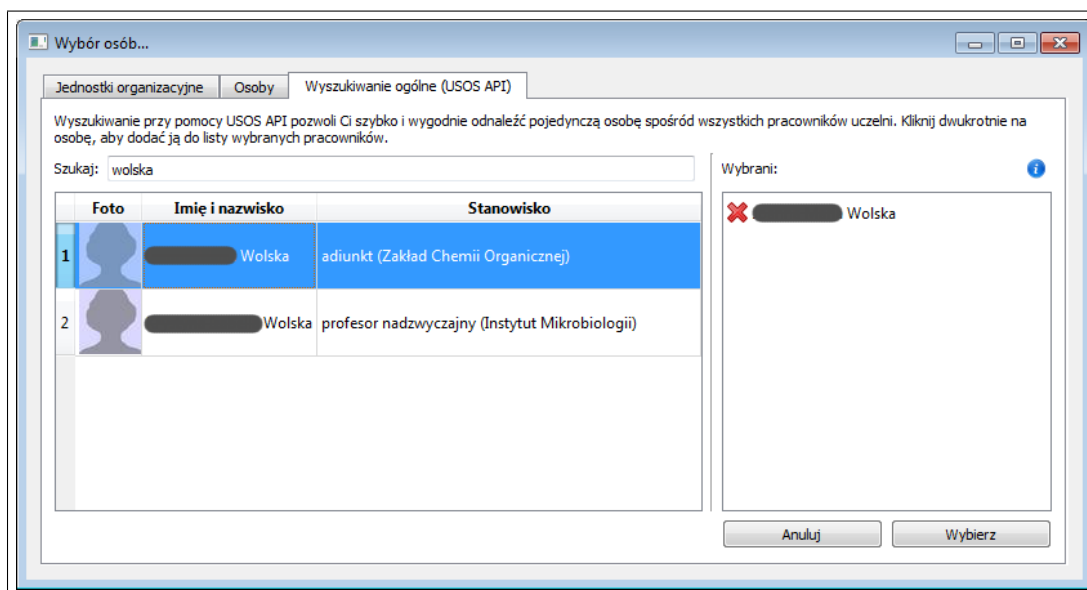 Wybór osób...
Jednostki organizacyjne Osoby Wyszukiwanie ogólne (USOS API)
Wyszukiwanie przy pomocy USOS API pozwoli Ci szybko i wygodnie odnaleźć pojedynczą osobę spośród wszystkich pracowników uczelni. Kliknij dwukrotnie na
osobę, aby dodać ją do listy wybranych pracowników.
Szukaj: wolska
Wybrani:
Foto Imię i nazwisko Stanowisko
1 Wolska adiunkt (Zakład Chemii Organicznej)
2 Wolska profesor nadzwyczajny (Instytut Mikrobiologii)
Wolska
Anuluj Wybierz